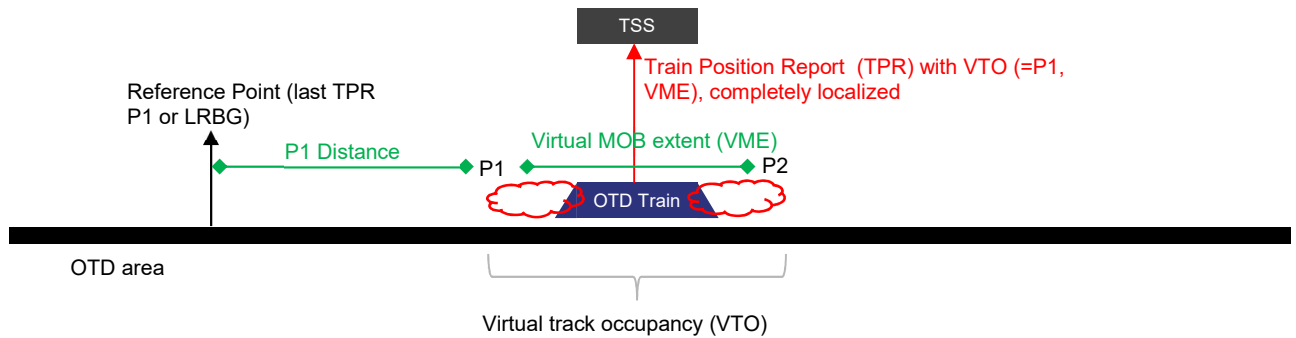 TSS
Train Position Report (TPR) with VTO (=P1,
VME), completely localized
Reference Point (last TPR
P1 or LRBG)
P1 Distance
P1
Virtual MOB extent (VME)
P2
OTD Train
OTD area
Virtual track occupancy (VTO)